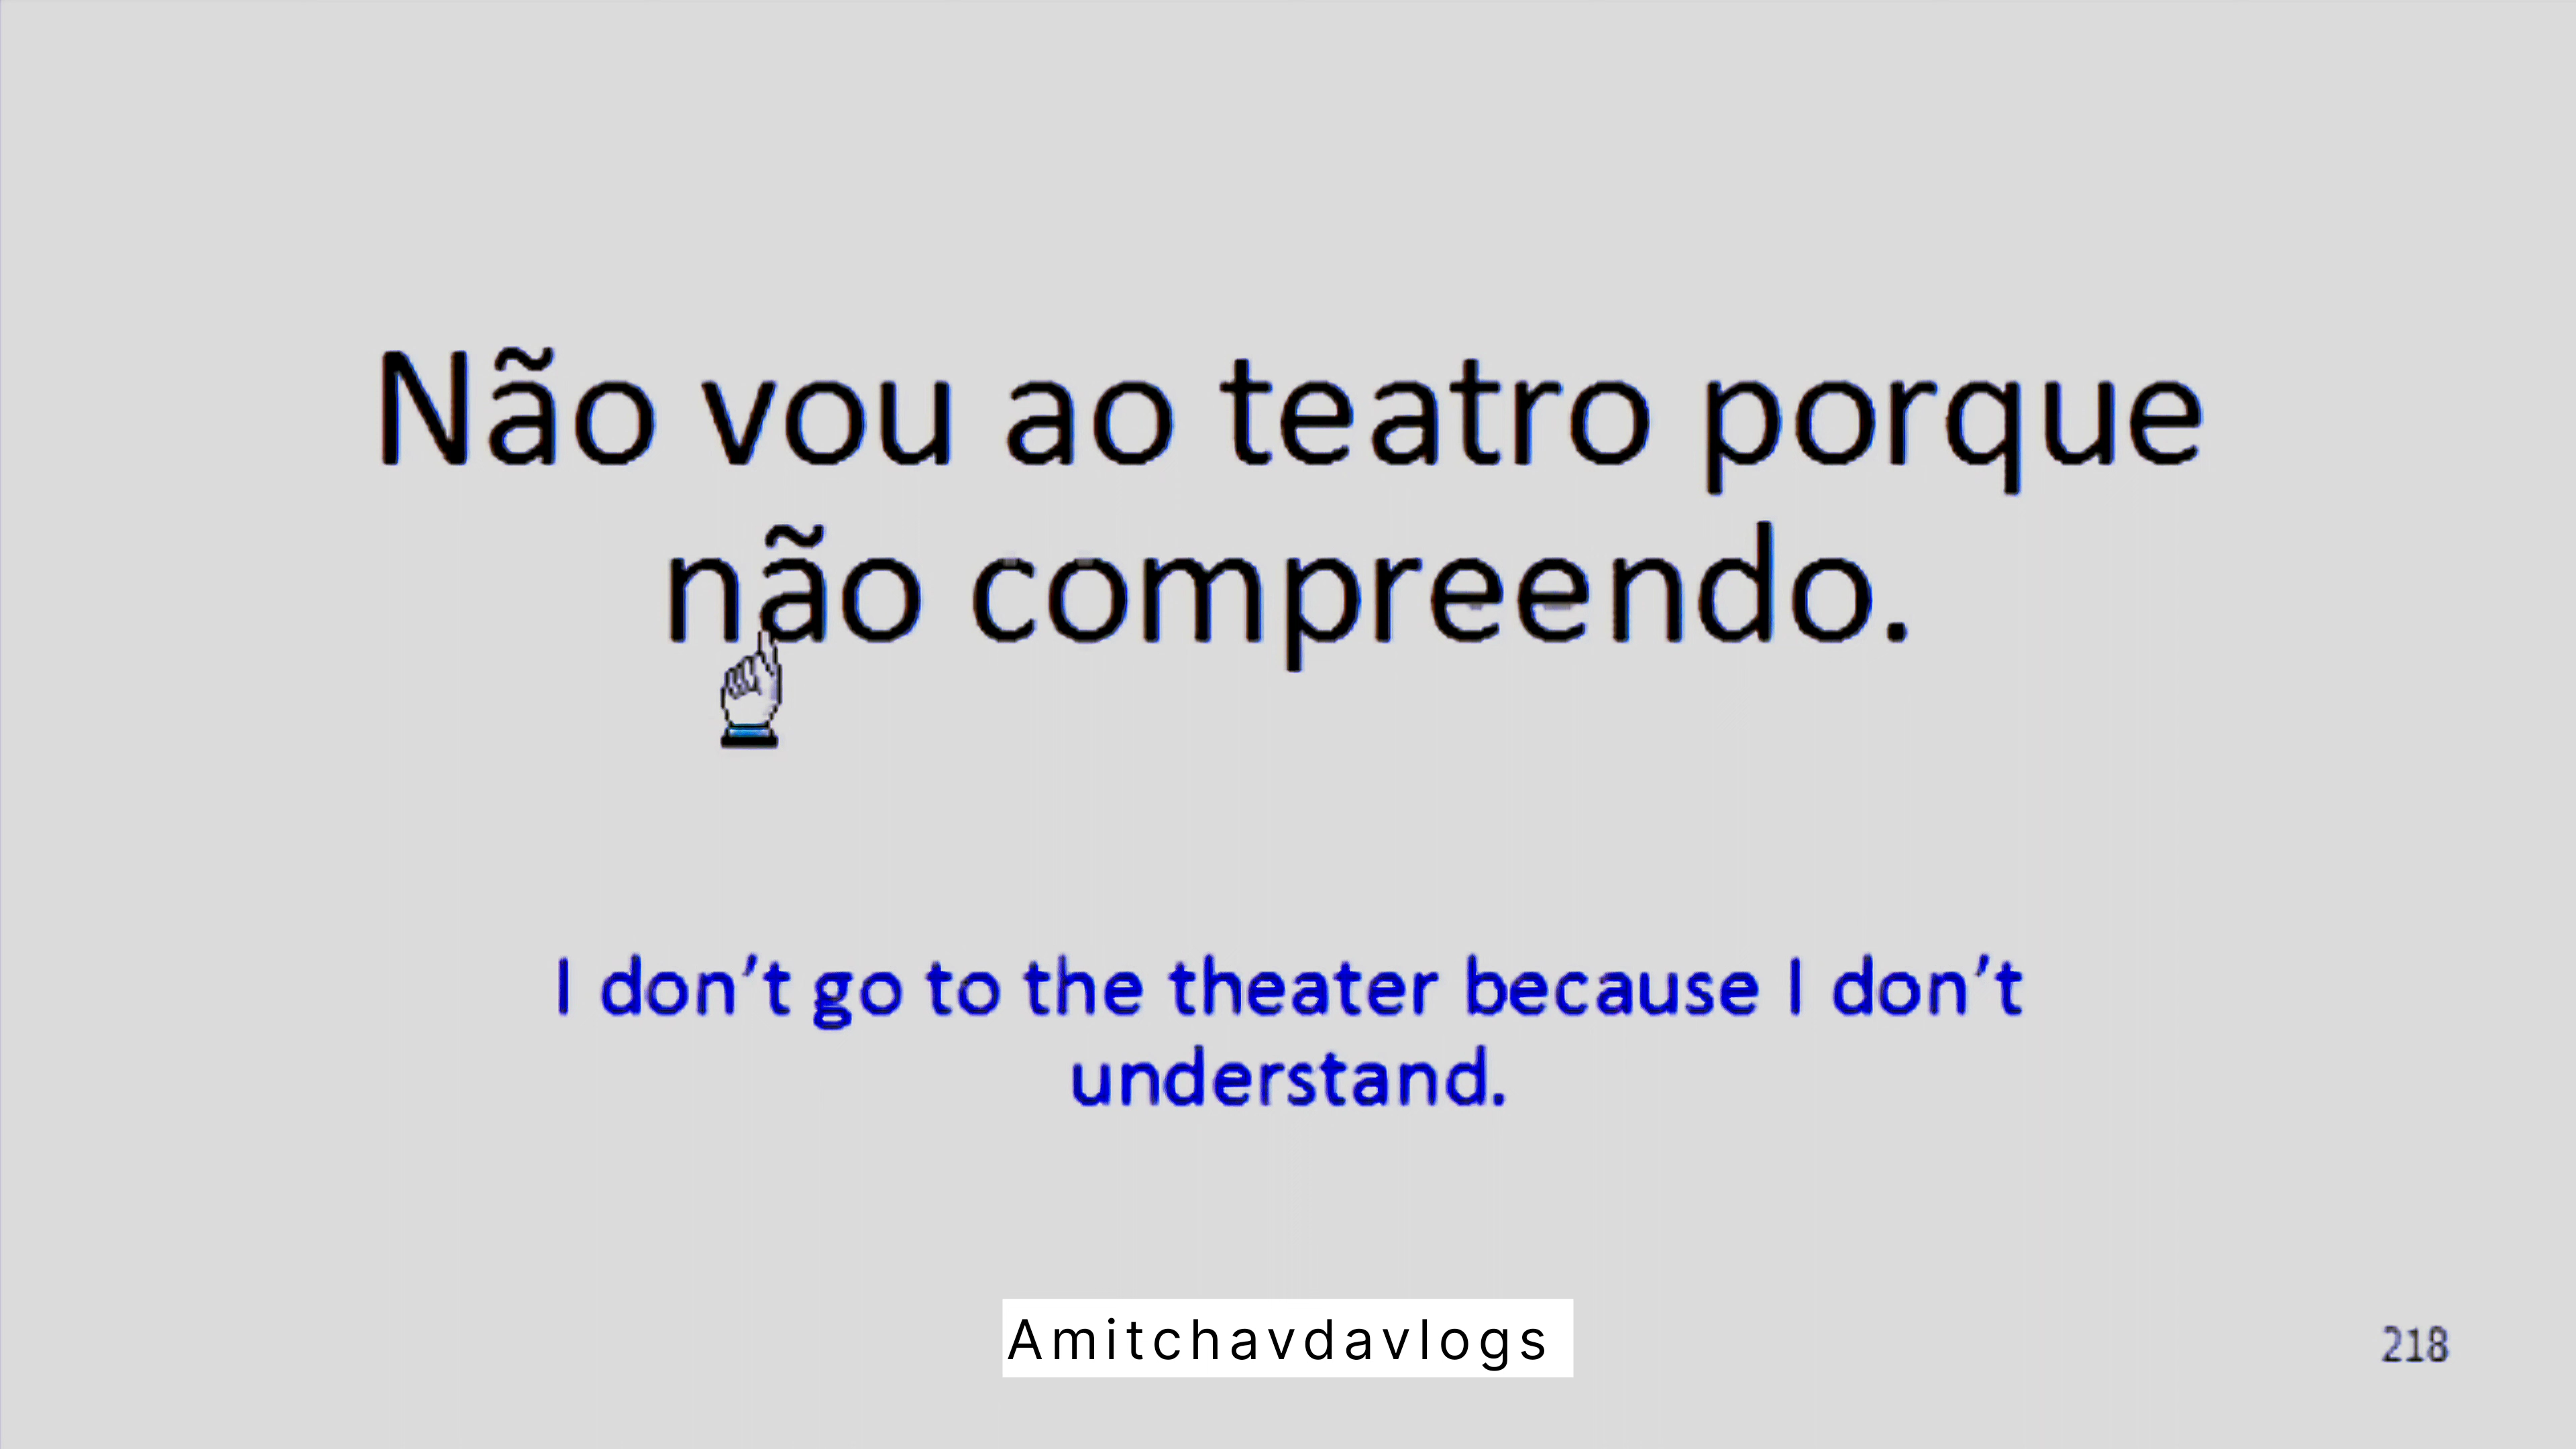 Não vou ao teatro porque
não compreendo.
I don't go to the theater because I don't
understand.
Amitchavdavlogs
218